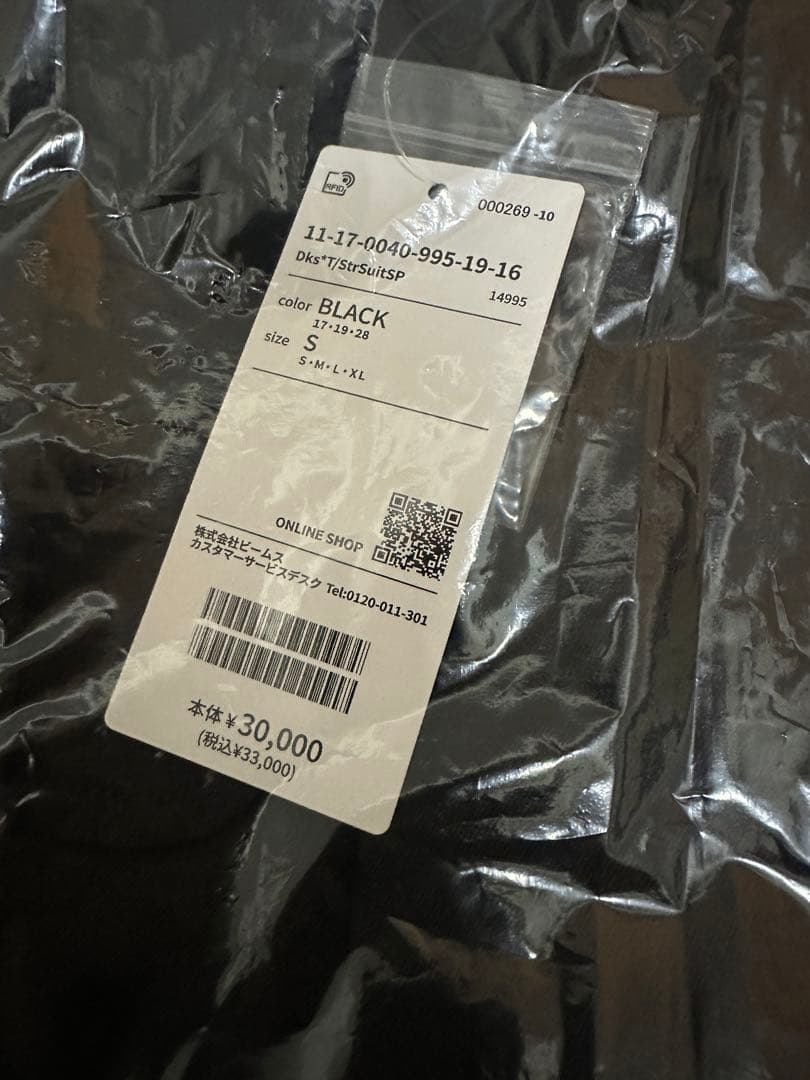 RFID
000269 -10
11-17-0040-995-19-16
Dks*T/StrSuitSP
14995
color BLACK
17・19・28
size S
S・M・L・XL
ONLINE SHOP
株式会社ビームス
カスタマーサービスデスク Tel:0120-011-301
本体 ¥30,000
(税込¥33,000)